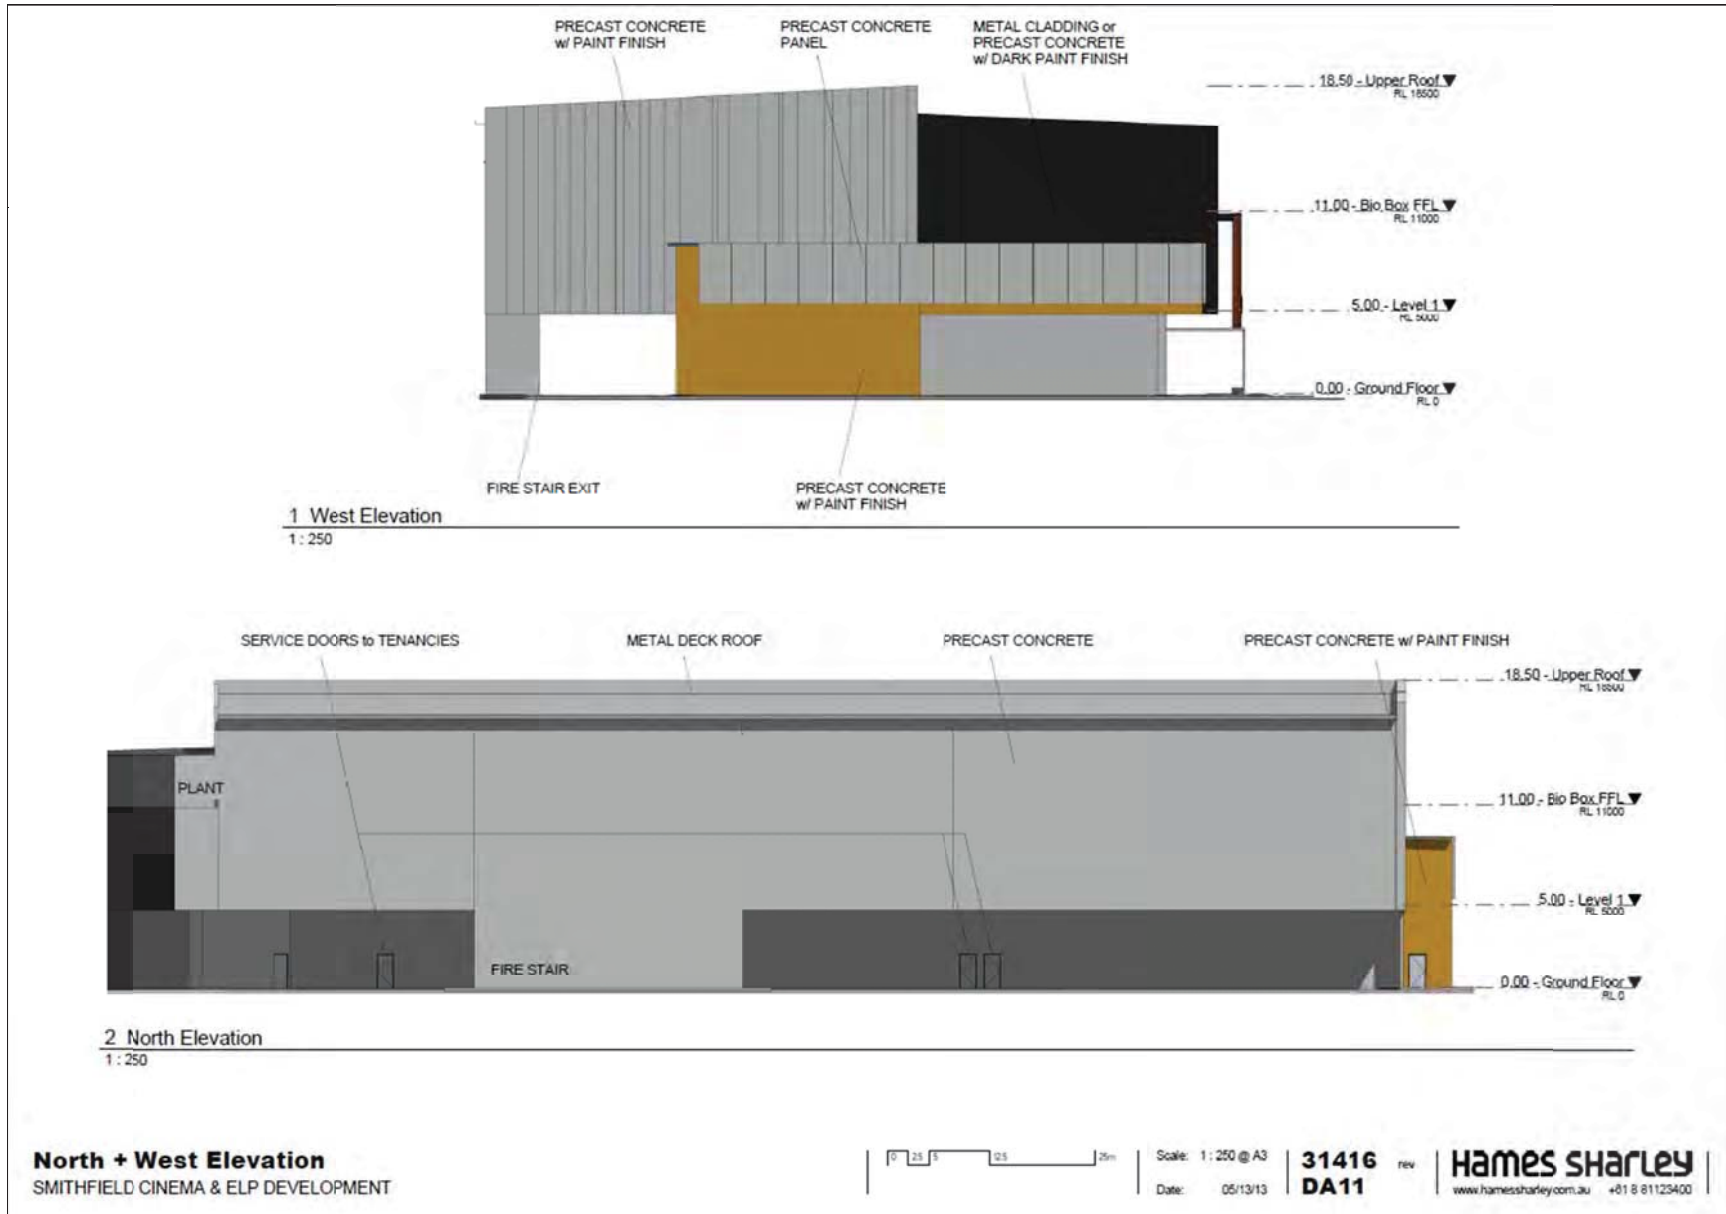 PRECAST CONCRETE
w/ PAINT FINISH
PRECAST CONCRETE
PANEL
METAL CLADDING or
PRECAST CONCRETE
w/ DARK PAINT FINISH
18.50 - Upper Roof
RL 18500
11.00 - Bio Box FFL
RL 11000
5.00 - Level 1
RL 5000
0.00 - Ground Floor
RL 0
FIRE STAIR EXIT
PRECAST CONCRETE
w/ PAINT FINISH
1 West Elevation
1 : 250
SERVICE DOORS to TENANCIES
METAL DECK ROOF
PRECAST CONCRETE
PRECAST CONCRETE w/ PAINT FINISH
18.50 - Upper Roof
RL 18500
PLANT
11.00 - Bio Box FFL
RL 11000
5.00 - Level 1
RL 5000
FIRE STAIR
0.00 - Ground Floor
RL 0
2 North Elevation
1 : 250
North + West Elevation
SMITHFIELD CINEMA & ELP DEVELOPMENT
0 2.5 5 12.5 25m
Scale: 1 : 250 @ A3
Date: 05/13/13
31416 rev
DA11
HAMES SHARLEY
www.hamessharley.com.au +61 8 81123400